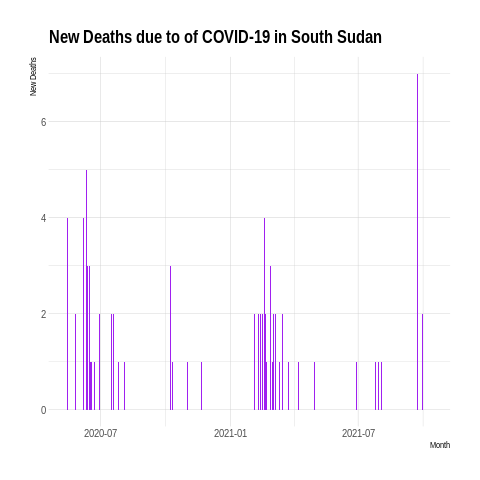 New Deaths due to of COVID-19 in South Sudan
New Deaths
6
4
2
0
2020-07 2021-01 2021-07
Month